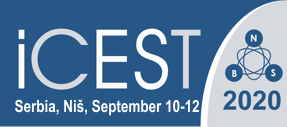 iCEST
Serbia, Niš, September 10-12
N
B S
2020